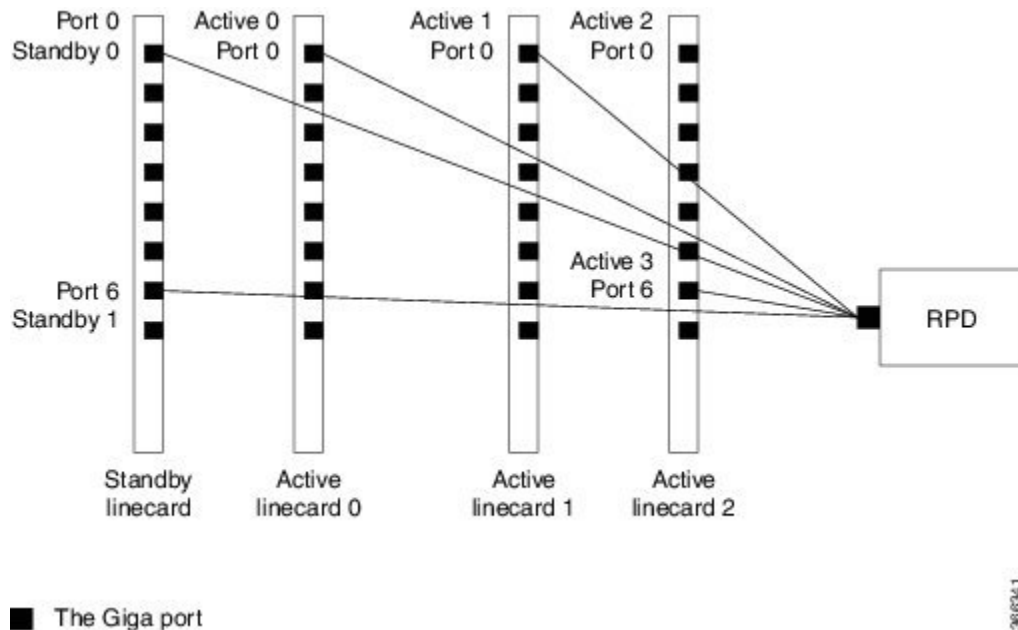 Port 0
Standby 0
Active 0
Port 0
Active 1
Port 0
Active 2
Port 0
Active 3
Port 6
Port 6
Standby 1
RPD
Standby
linecard
Active
linecard 0
Active
linecard 1
Active
linecard 2
The Giga port
366341